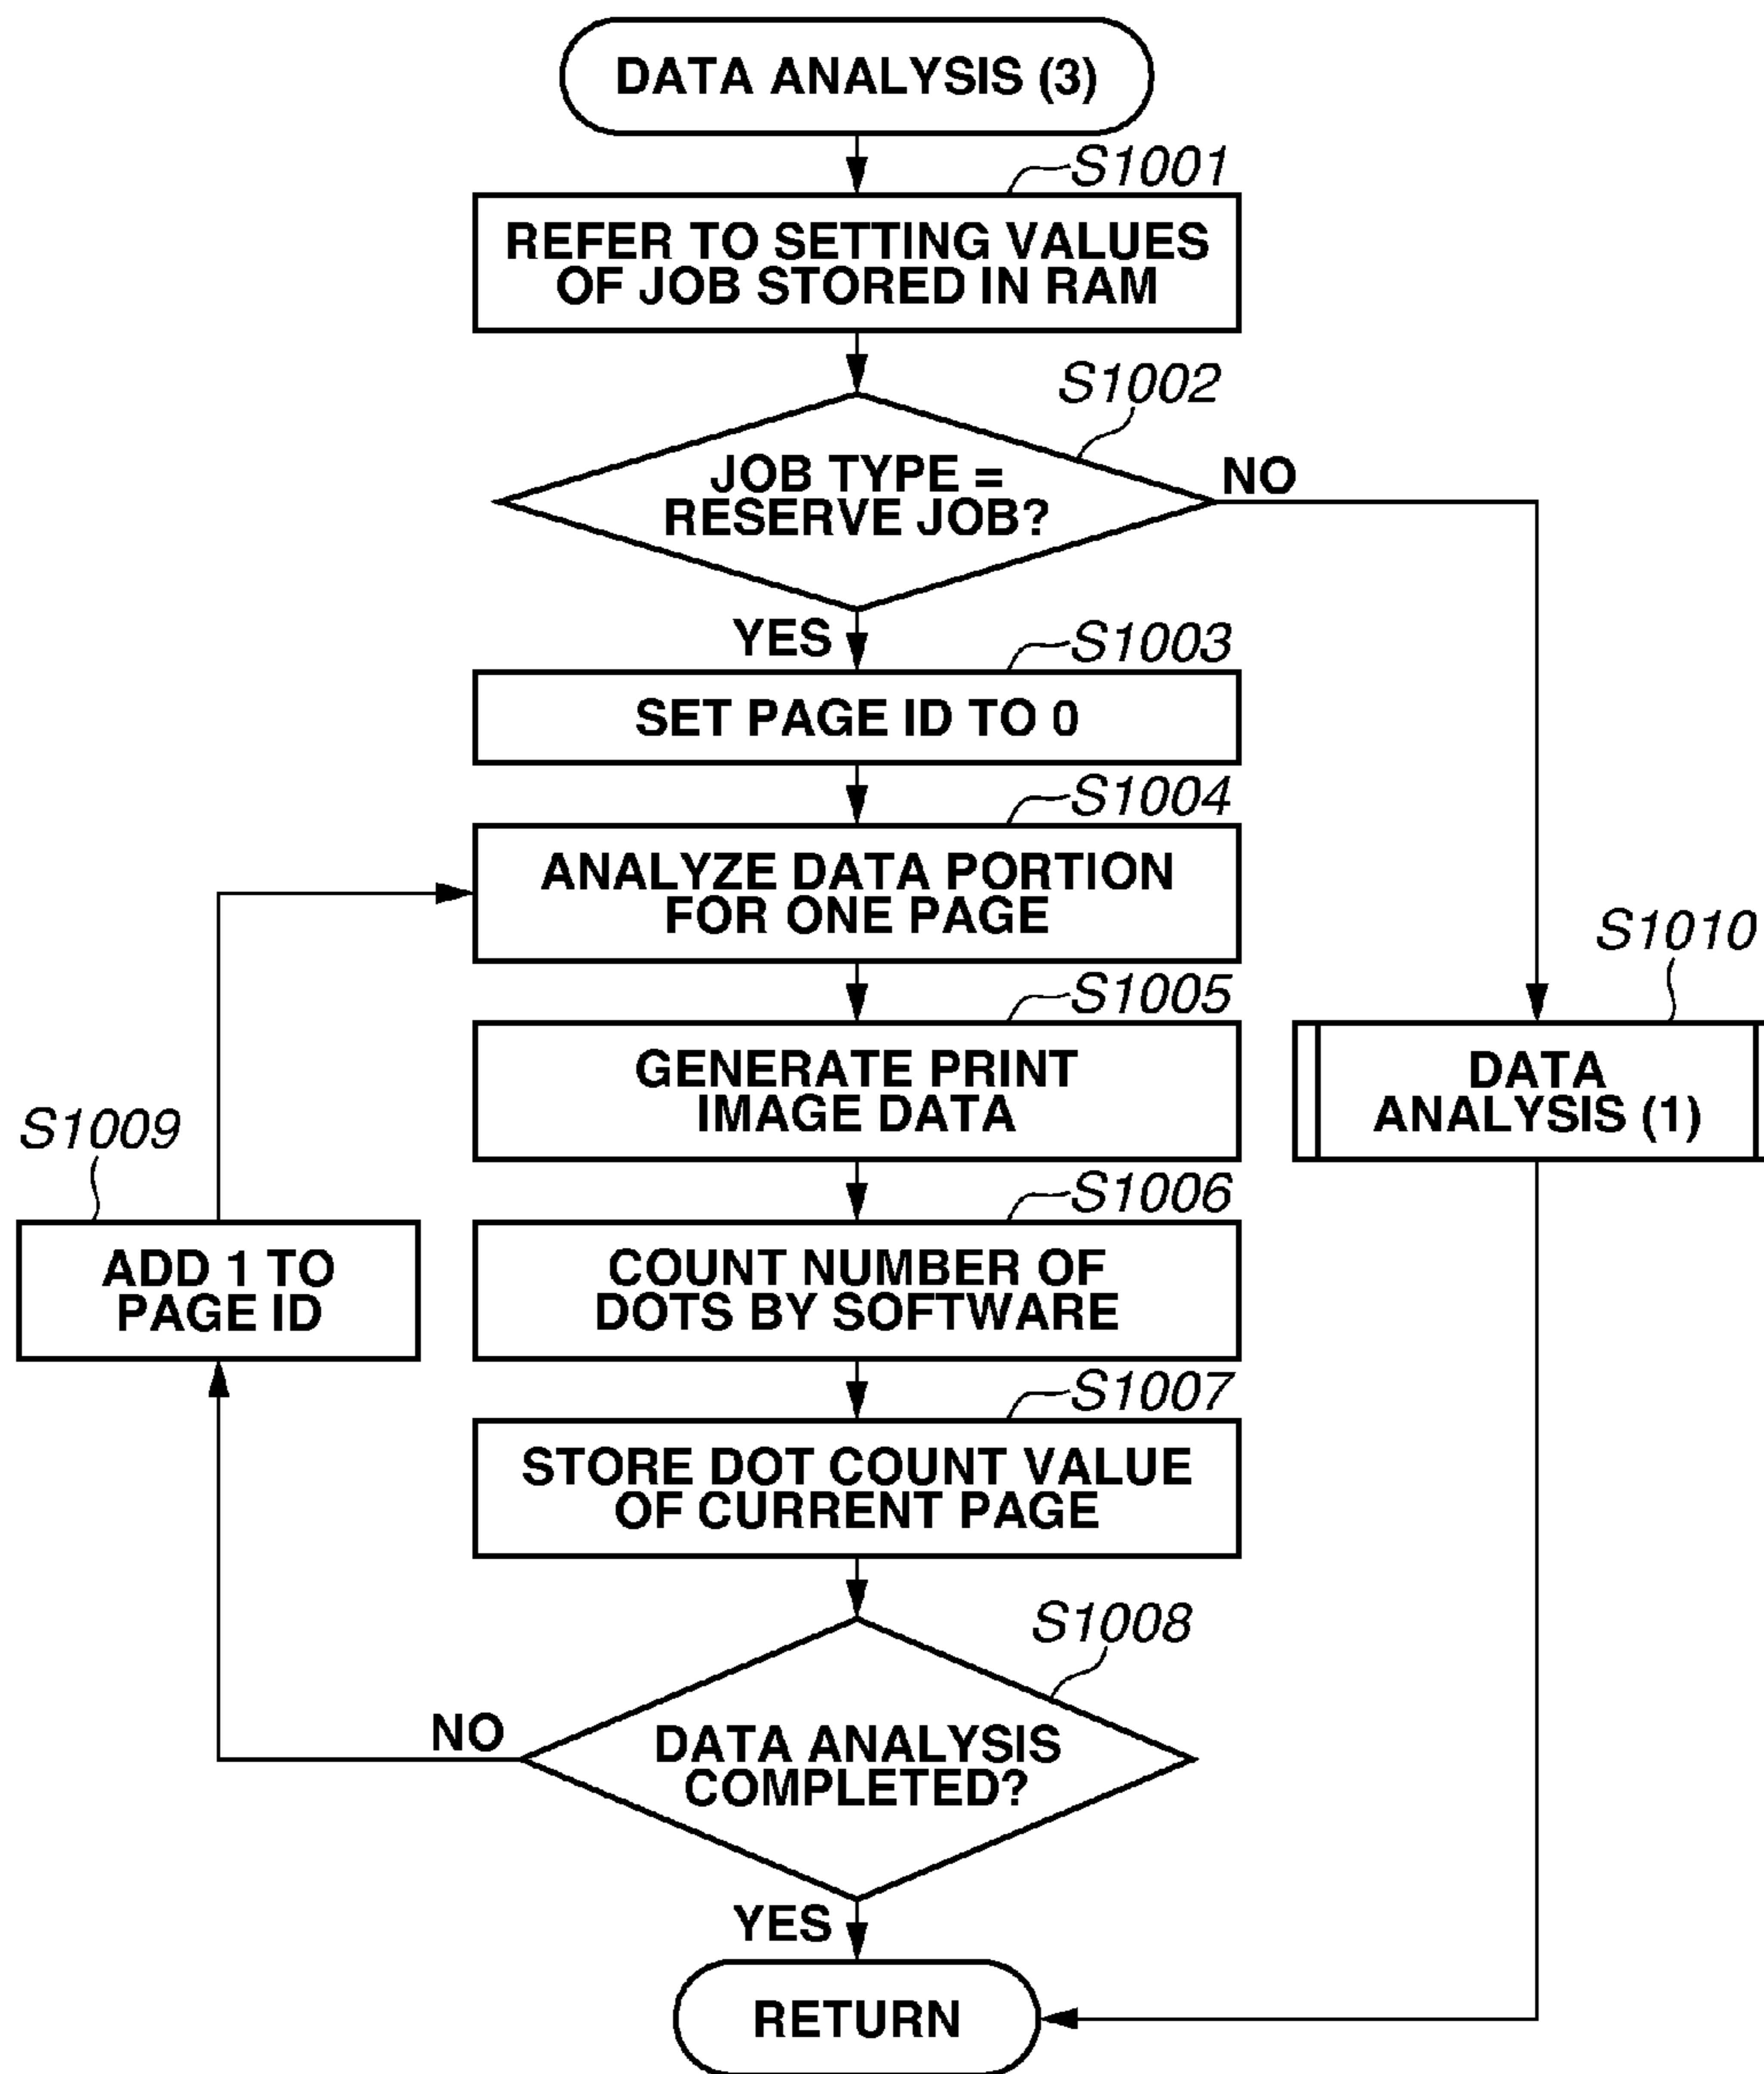 DATA ANALYSIS (3)
S1001
REFER TO SETTING VALUES
OF JOB STORED IN RAM
S1002
JOB TYPE =
RESERVE JOB?
NO
YES
S1003
SET PAGE ID TO 0
S1004
ANALYZE DATA PORTION
FOR ONE PAGE
S1005
GENERATE PRINT
IMAGE DATA
S1010
DATA
ANALYSIS (1)
S1009
ADD 1 TO
PAGE ID
S1006
COUNT NUMBER OF
DOTS BY SOFTWARE
S1007
STORE DOT COUNT VALUE
OF CURRENT PAGE
S1008
DATA ANALYSIS
COMPLETED?
NO
YES
RETURN